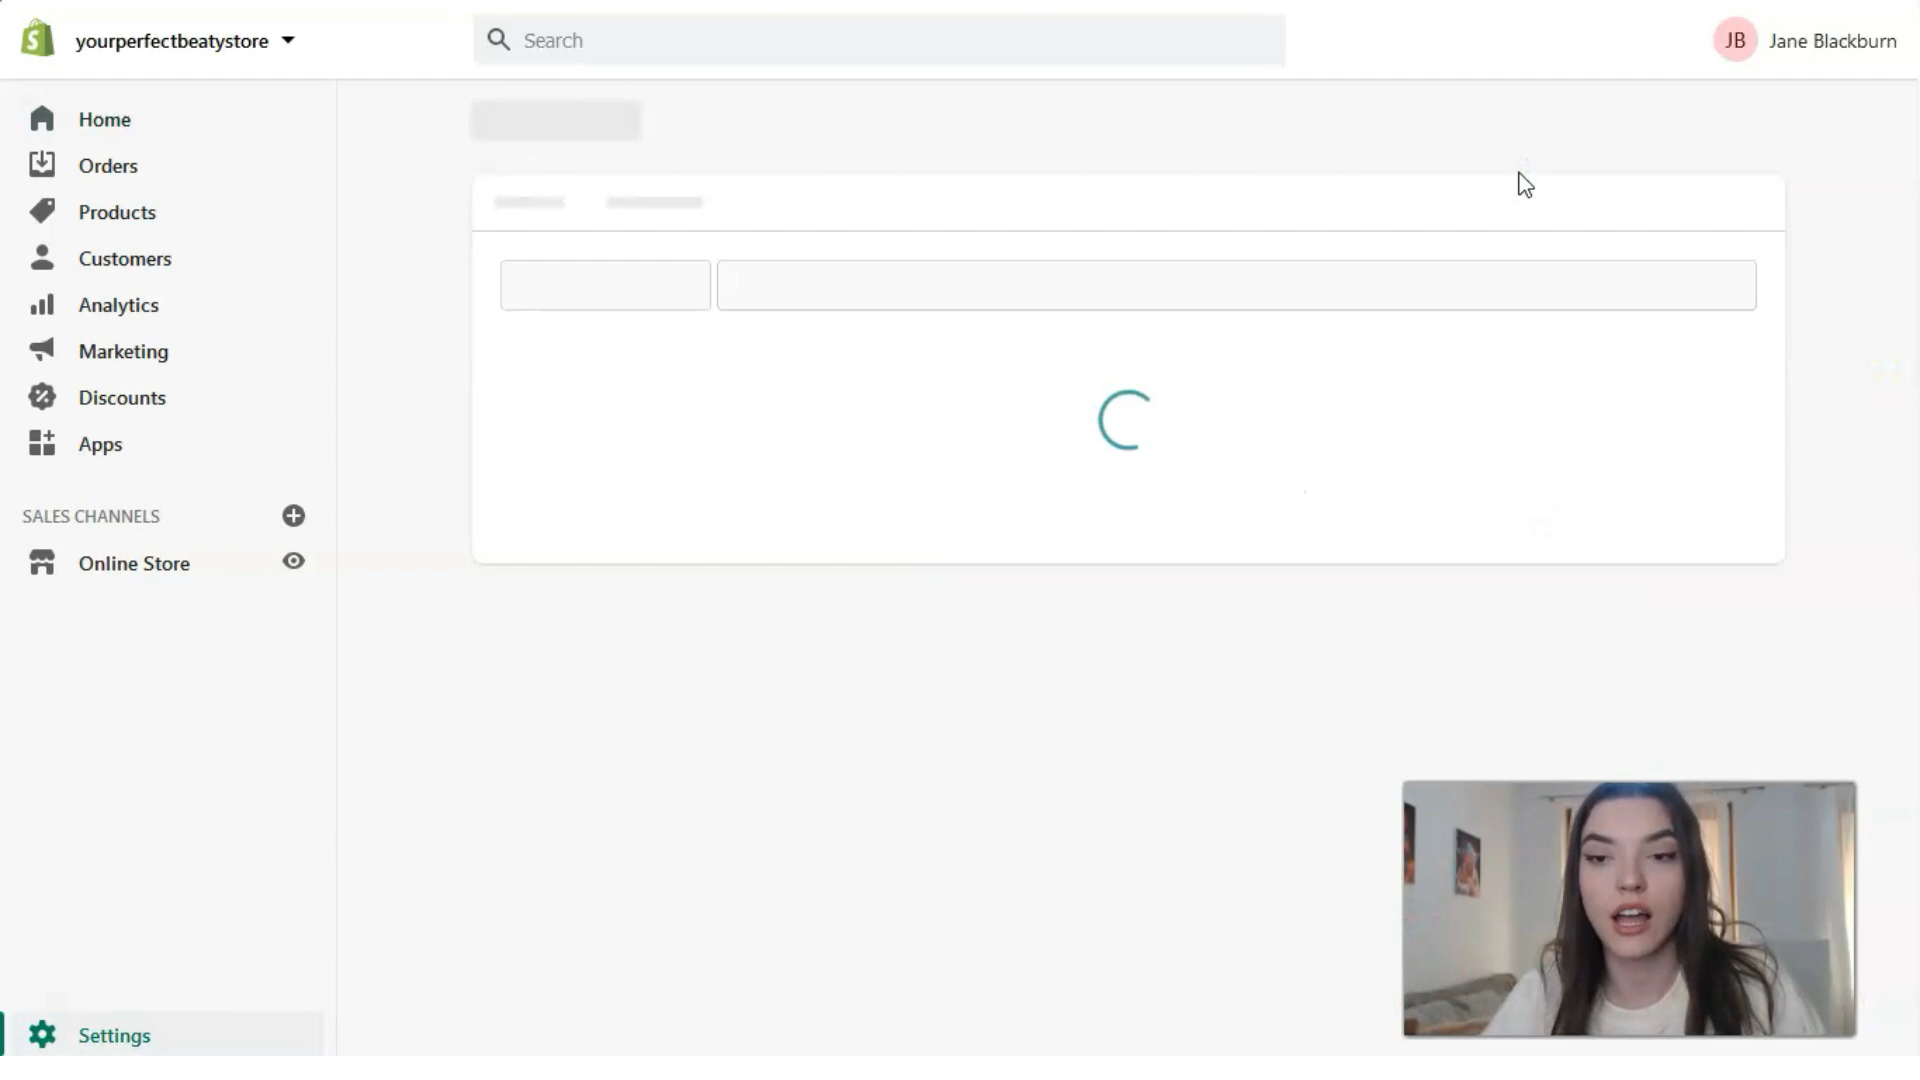 yourperfectbeatystore
Search
JB Jane Blackburn
Home
Orders
Products
Customers
Analytics
Marketing
Discounts
Apps
SALES CHANNELS
Online Store
Settings